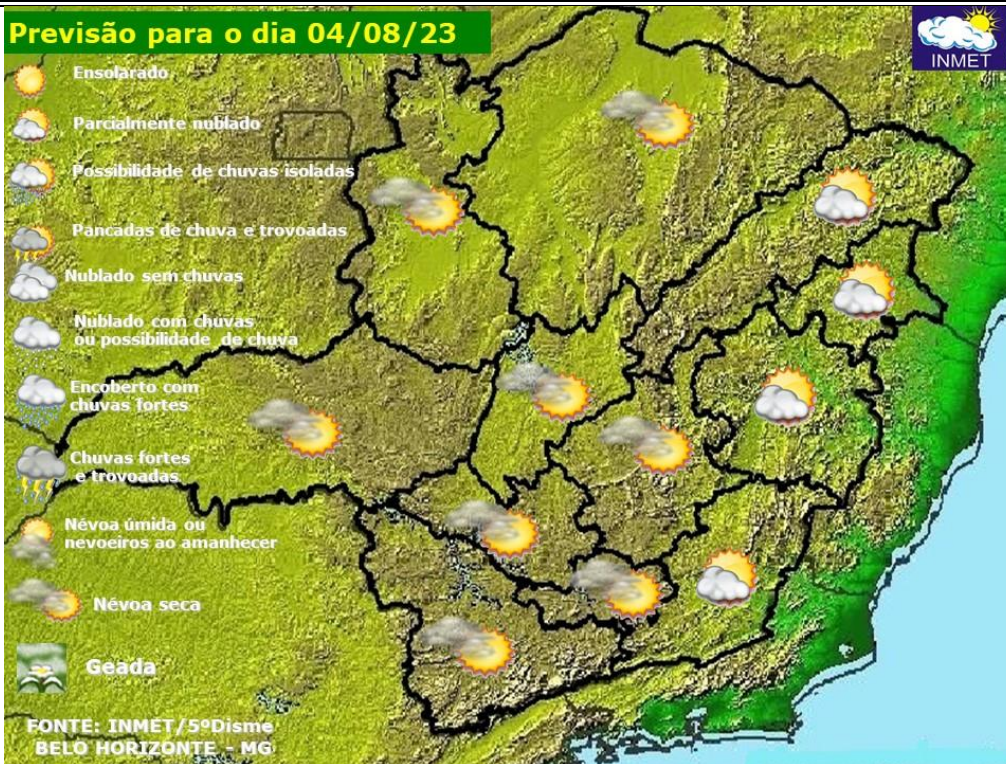 Previsão para o dia 04/08/23
INMET
Ensolarado
Parcialmente nublado
Possibilidade de chuvas isoladas
Pancadas de chuva e trovoadas
Nublado sem chuvas
Nublado com chuvas
ou possibilidade de chuva
Encoberto com
chuvas fortes
Chuvas fortes
e trovoadas
Névoa úmida ou
nevoeiros ao amanhecer
Névoa seca
Geada
FONTE: INMET/5ºDisme
BELO HORIZONTE - MG